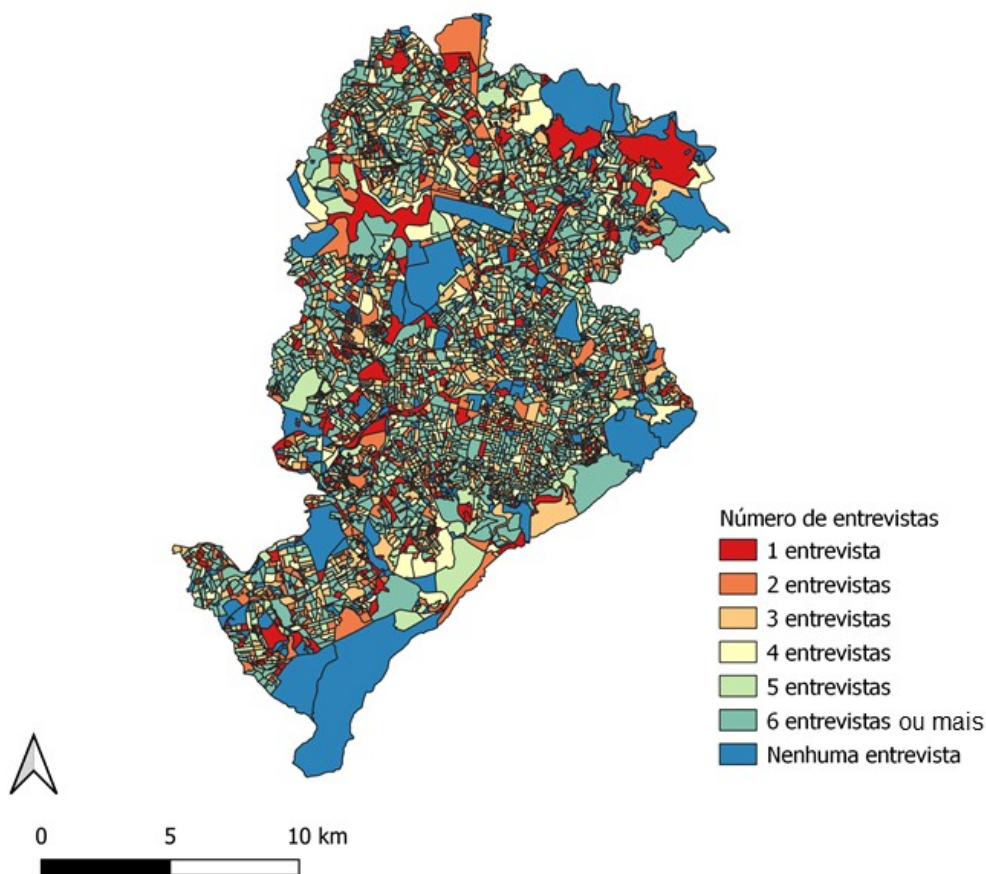 Número de entrevistas
1 entrevista
2 entrevistas
3 entrevistas
4 entrevistas
5 entrevistas
6 entrevistas ou mais
Nenhuma entrevista
0 5 10 km